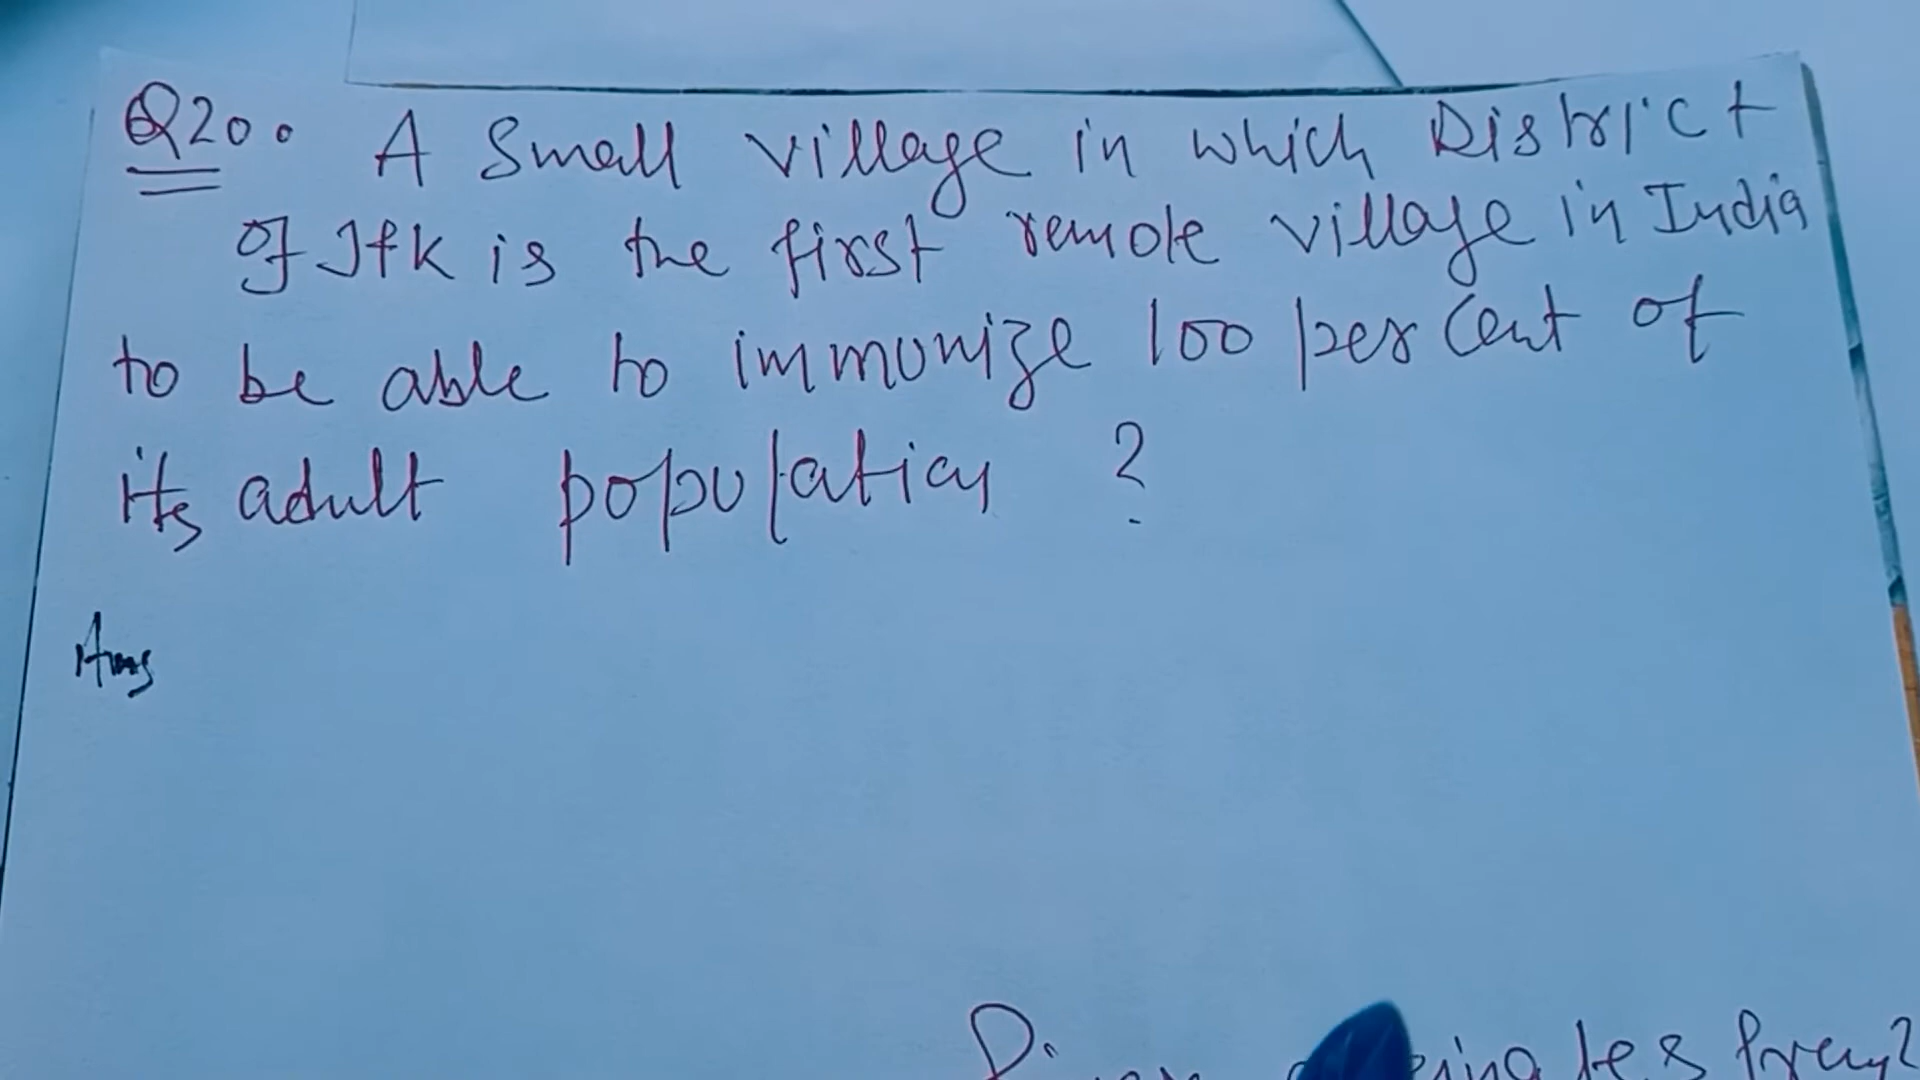 Q20. A Small village in which District
of J&K is the first remote village in India
to be able to immunize 100 per cent of
its adult population ?
Ans